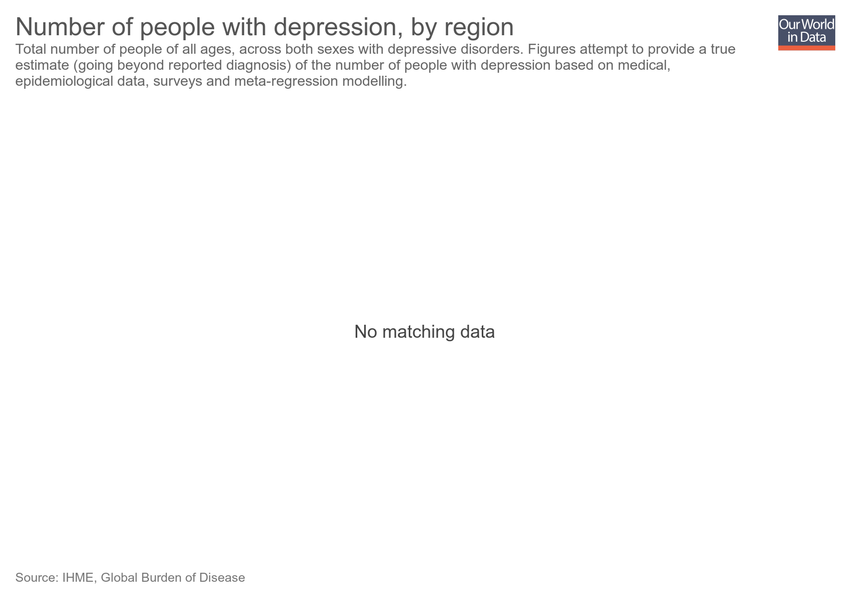 Number of people with depression, by region
Our World
in Data
Total number of people of all ages, across both sexes with depressive disorders. Figures attempt to provide a true
estimate (going beyond reported diagnosis) of the number of people with depression based on medical,
epidemiological data, surveys and meta-regression modelling.
No matching data
Source: IHME, Global Burden of Disease